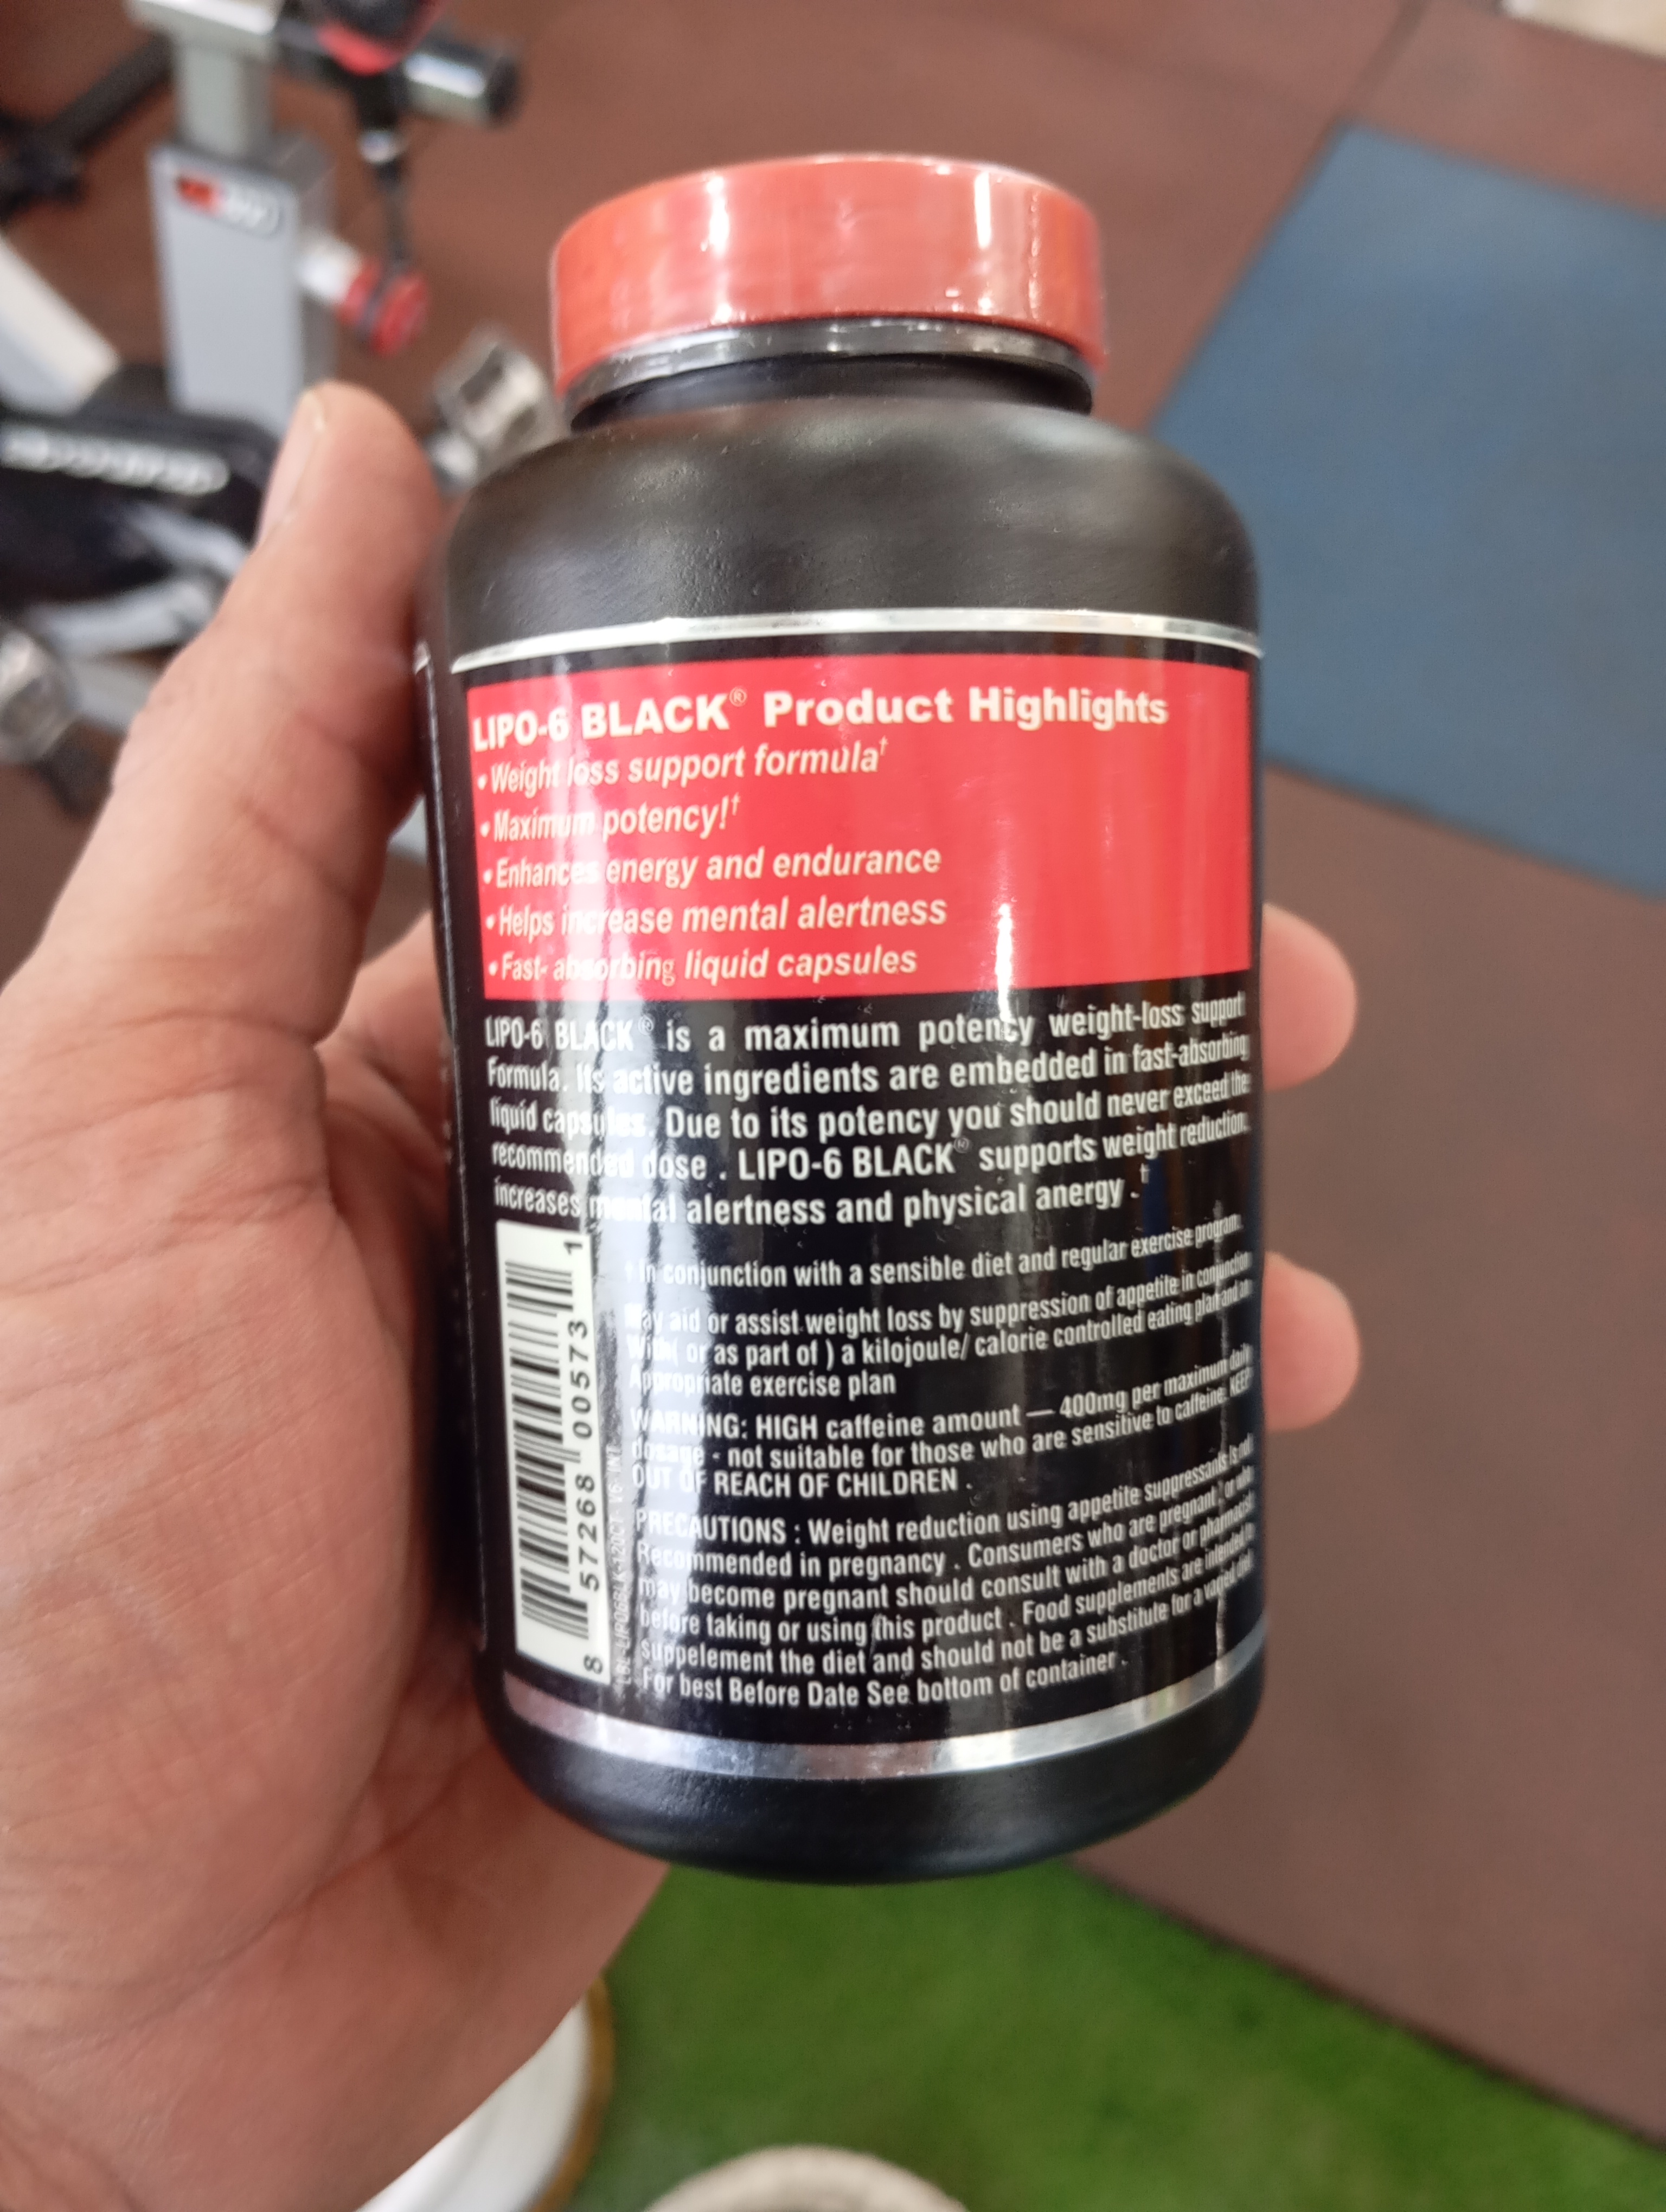 LIPO-6 BLACK® Product Highlights
• Weight loss support formula†
• Maximum potency!†
• Enhances energy and endurance
• Helps increase mental alertness
• Fast- absorbing liquid capsules
LIPO-6 BLACK® is a maximum potency weight-loss support
Formula. Its active ingredients are embedded in fast-absorbing
liquid capsules. Due to its potency you should never exceed the
recommended dose . LIPO-6 BLACK® supports weight reduction,
increases mental alertness and physical anergy .†
† In conjunction with a sensible diet and regular exercise program.
May aid or assist weight loss by suppression of appetite in conjunction
With( or as part of ) a kilojoule/ calorie controlled eating plan and an
Appropriate exercise plan
WARNING: HIGH caffeine amount — 400mg per maximum daily
dosage - not suitable for those who are sensitive to caffeine. KEEP
OUT OF REACH OF CHILDREN .
PRECAUTIONS : Weight reduction using appetite suppressants is not
Recommended in pregnancy . Consumers who are pregnant, or who
may become pregnant should consult with a doctor or pharmacist
before taking or using this product . Food supplements are intended to
suppelement the diet and should not be a substitute for a varied diet
For best Before Date See bottom of container .
8 57268 00573 1